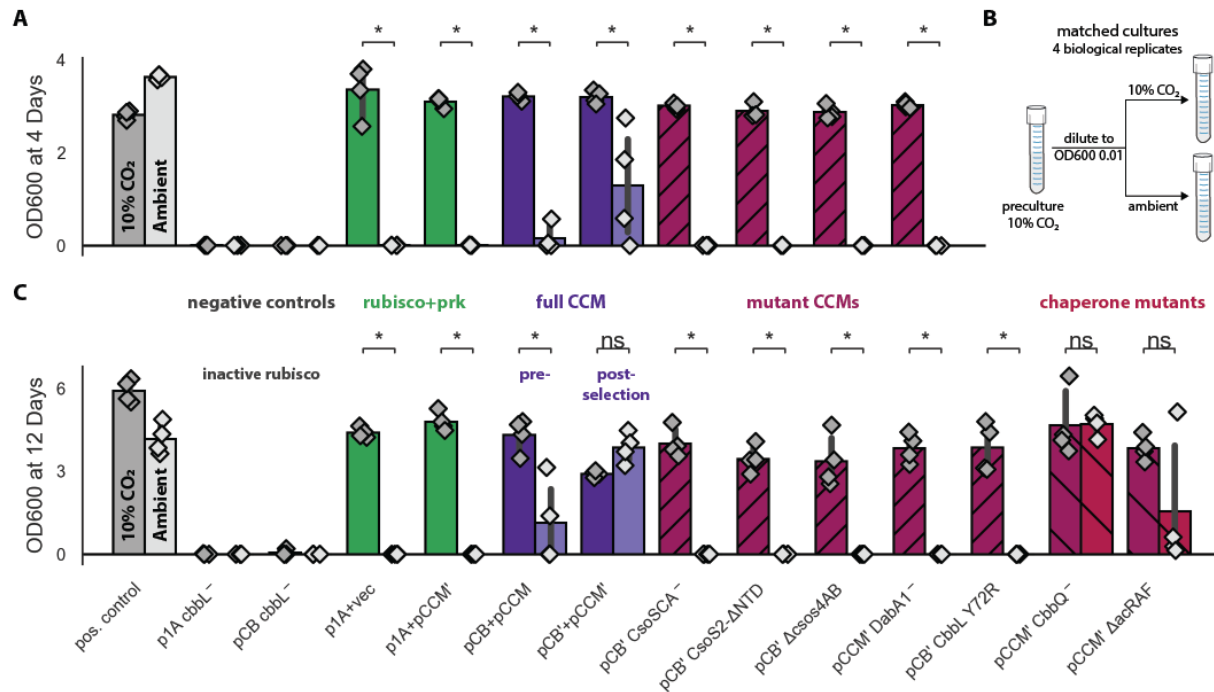 A
* * * * * * * *
OD600 at 4 Days
4
2
0
10% CO₂
Ambient
B
matched cultures
4 biological replicates
10% CO₂
dilute to
OD600 0.01
ambient
preculture
10% CO₂
C
negative controls
rubisco+prk
full CCM
mutant CCMs
chaperone mutants
* * * ns * * * * * ns ns
inactive rubisco
pre-
post-
selection
OD600 at 12 Days
6
3
0
10% CO₂
Ambient
pos. control
p1A cbbL⁻
pCB cbbL⁻
p1A+vec
p1A+pCCM'
pCB+pCCM
pCB'+pCCM'
pCB' CsoSCA⁻
pCB' CsoS2-ΔNTD
pCB' Δcsos4AB
pCCM' DabA1⁻
pCB' CbbL Y72R
pCCM' CbbQ⁻
pCCM' ΔacRAF